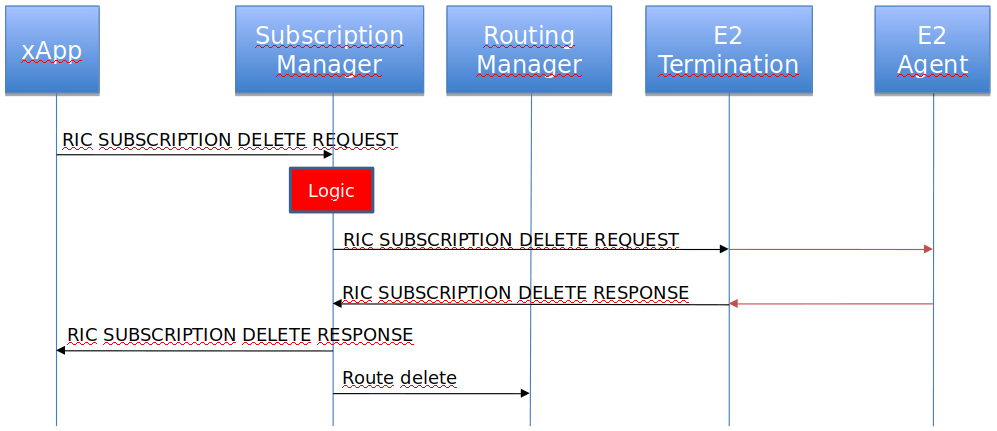 xApp
Subscription
Manager
Routing
Manager
E2
Termination
E2
Agent
RIC SUBSCRIPTION DELETE REQUEST
Logic
RIC SUBSCRIPTION DELETE REQUEST
RIC SUBSCRIPTION DELETE RESPONSE
RIC SUBSCRIPTION DELETE RESPONSE
Route delete